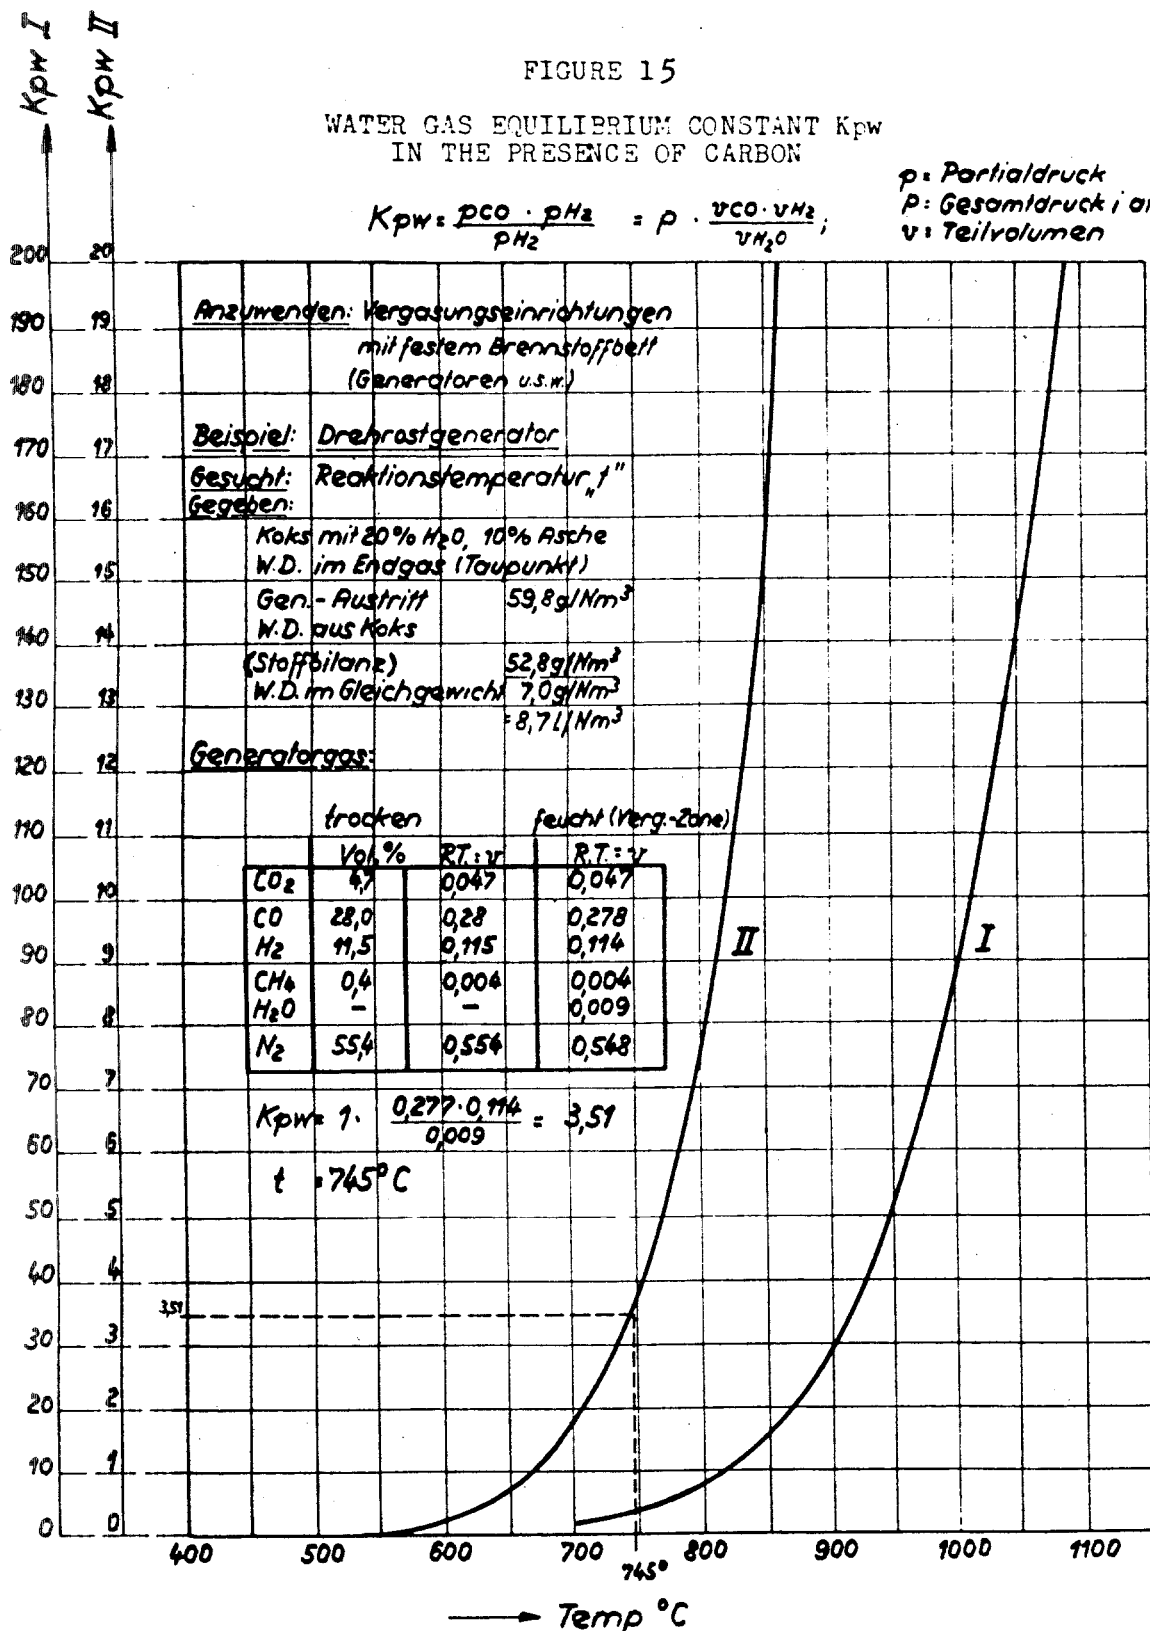 Kpw I
Kpw II
FIGURE 15
WATER GAS EQUILIBRIUM CONSTANT Kpw
IN THE PRESENCE OF CARBON
Kpw = pCO · pH2 / pH2 = P · vCO · vH2 / vH2O ;
p = Partialdruck
P: Gesamtdruck i at
v: Teilvolumen
200 20
190 19
180 18
170 17
160 16
150 15
140 14
130 13
120 12
110 11
100 10
90 9
80 8
70 7
60 6
50 5
40 4
3,51
30 3
20 2
10 1
0 0
Anzuwenden: Vergasungseinrichtungen
mit festem Brennstoffbett
(Generatoren u.s.w.)
Beispiel: Drehrostgenerator
Gesucht: Reaktionstemperatur „t"
Gegeben:
Koks mit 20% H2O, 10% Asche
W.D. im Endgas (Taupunkt)
Gen.-Austritt 59,8g/Nm³
W.D. aus Koks
(Stoffbilanz) 52,8g/Nm³
W.D. im Gleichgewicht 7,0g/Nm³
= 8,7 l/Nm³
Generatorgas:
trocken feucht (Verg.-Zone)
Vol.% R.T.: v R.T.: v
CO2 4,7 0,047 0,047
CO 28,0 0,28 0,278
H2 11,5 0,115 0,114
CH4 0,4 0,004 0,004
H2O – – 0,009
N2 55,4 0,554 0,548
Kpw = 1 · 0,277 · 0,114 / 0,009 = 3,51
t = 745°C
II
I
400 500 600 700 800 900 1000 1100
745°
Temp °C